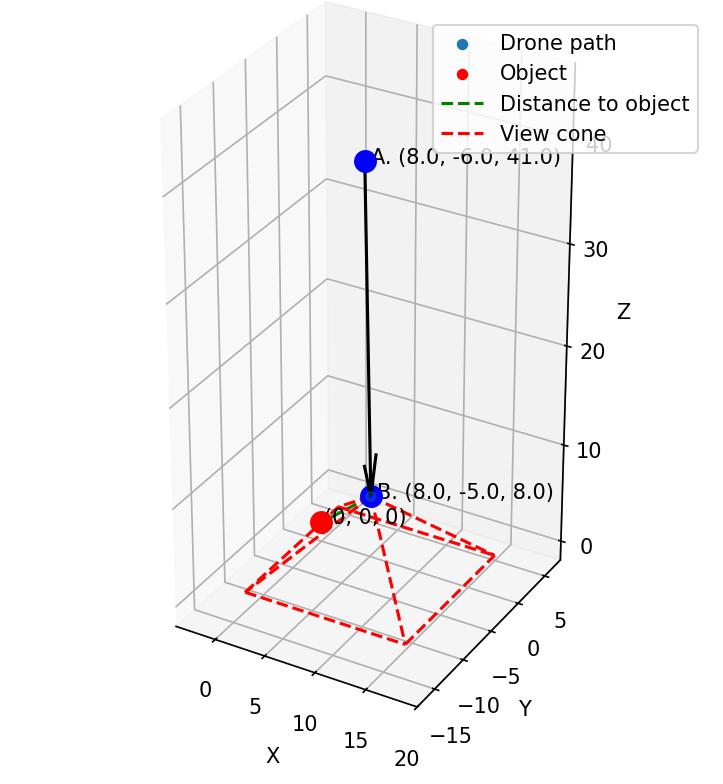 Drone path
Object
Distance to object
View cone
A. (8.0, -6.0, 41.0)
B. (8.0, -5.0, 8.0)
(0, 0, 0)
40
30
20
10
0
Z
5
0
−5
−10
−15
Y
0
5
10
15
20
X